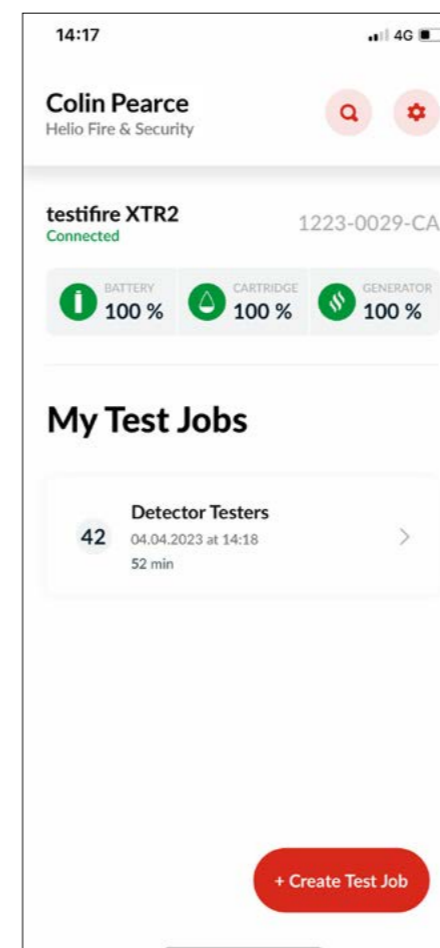 14:17
4G
Colin Pearce
Helio Fire & Security
testifire XTR2
1223-0029-CA
Connected
BATTERY
100 %
CARTRIDGE
100 %
GENERATOR
100 %
My Test Jobs
42
Detector Testers
04.04.2023 at 14:18
52 min
+ Create Test Job